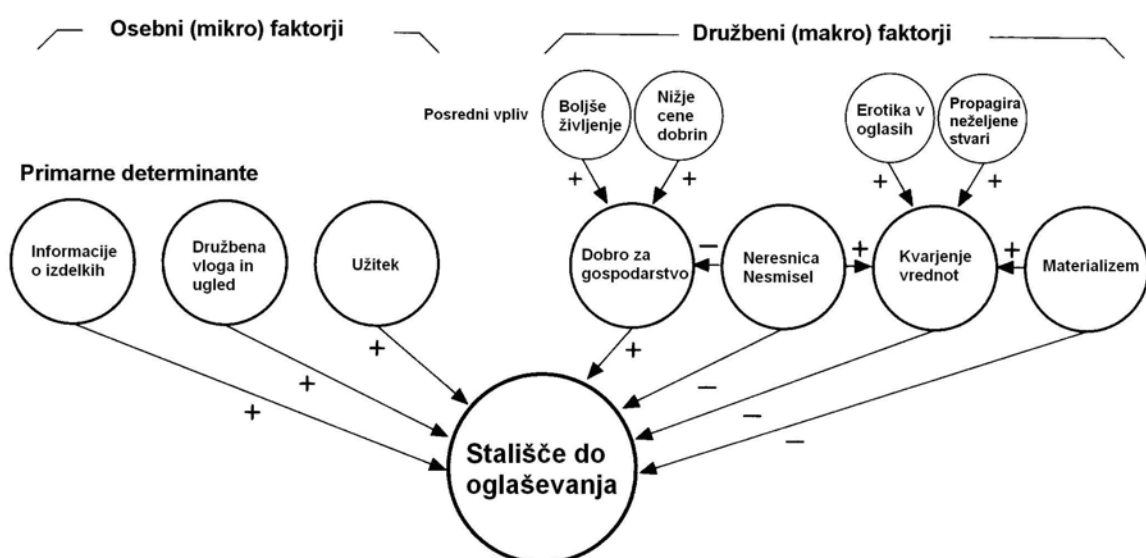 Osebni (mikro) faktorji
Družbeni (makro) faktorji
Posredni vpliv
Boljše
življenje
Nižje
cene
dobrin
Erotika v
oglasih
Propagira
neželjene
stvari
+
+
+
+
Primarne determinante
Informacije
o izdelkih
Družbena
vloga in
ugled
Užitek
Dobro za
gospodarstvo
–
Neresnica
Nesmisel
+
Kvarjenje
vrednot
+
Materializem
+
+
+
+
–
–
–
Stališče do
oglaševanja